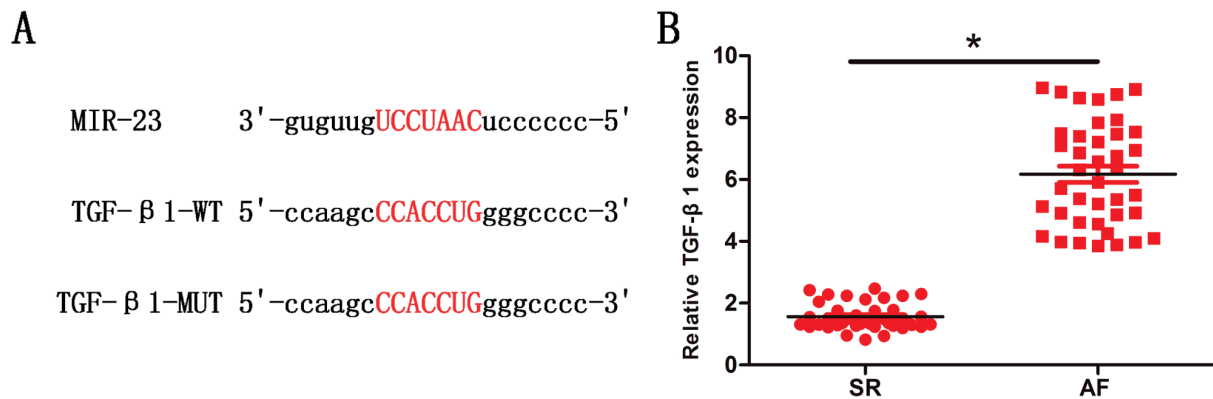 A
MIR-23 3'-guguugUCCUAACucccccc-5'
TGF-β1-WT 5'-ccaagcCCACCUGgggcccc-3'
TGF-β1-MUT 5'-ccaagcCCACCUGgggcccc-3'
B
*
Relative TGF-β1 expression
10
8
6
4
2
0
SR AF